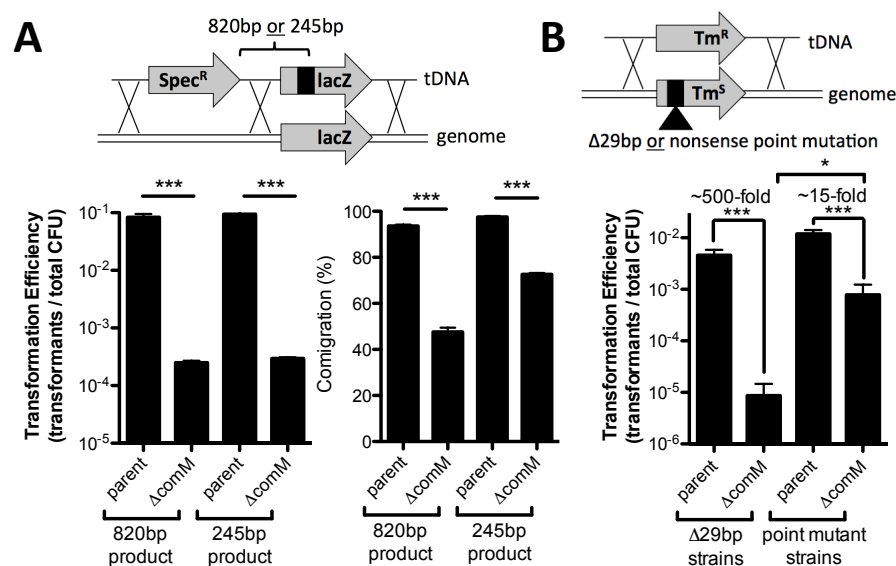 A
820bp or 245bp
Specᴿ
lacZ
tDNA
lacZ
genome
Transformation Efficiency
(transformants / total CFU)
***
***
10⁻¹
10⁻²
10⁻³
10⁻⁴
10⁻⁵
parent
ΔcomM
parent
ΔcomM
820bp
product
245bp
product
Comigration (%)
***
***
100
80
60
40
20
0
parent
ΔcomM
parent
ΔcomM
820bp
product
245bp
product
B
Tmᴿ
tDNA
Tmˢ
genome
Δ29bp or nonsense point mutation
*
~500-fold
~15-fold
***
***
Transformation Efficiency
(transformants / total CFU)
10⁻²
10⁻³
10⁻⁴
10⁻⁵
10⁻⁶
parent
ΔcomM
parent
ΔcomM
Δ29bp
strains
point mutant
strains